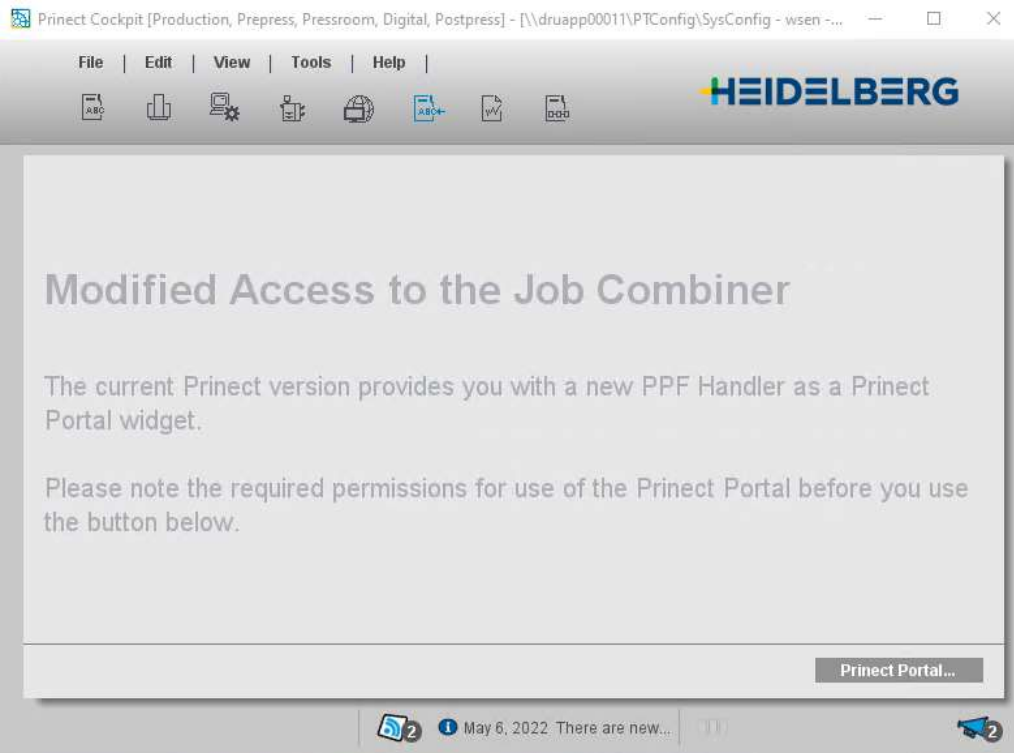 Prinect Cockpit [Production, Prepress, Pressroom, Digital, Postpress] - [\\druapp00011\PTConfig\SysConfig - wsen -...
File | Edit | View | Tools | Help |
ABC
ABC
HEIDELBERG
Modified Access to the Job Combiner
The current Prinect version provides you with a new PPF Handler as a Prinect
Portal widget.
Please note the required permissions for use of the Prinect Portal before you use
the button below.
Prinect Portal...
2
May 6, 2022 There are new...
2